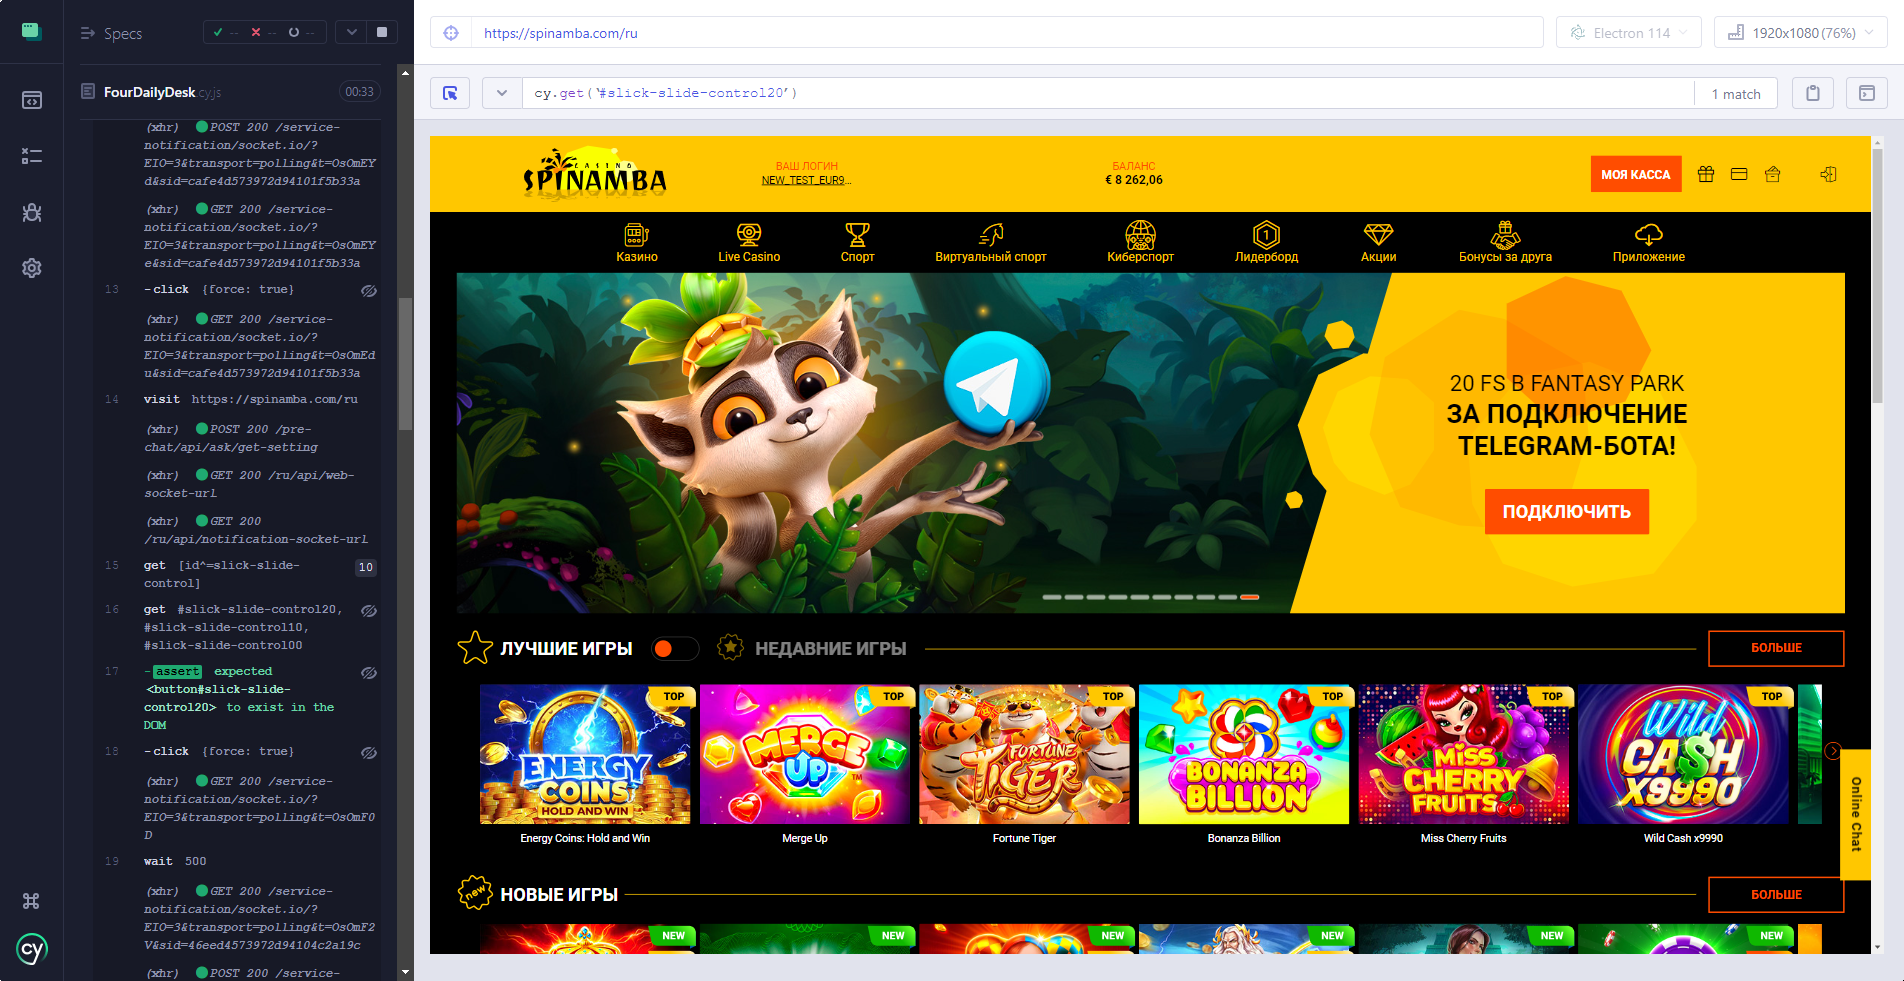 Specs
-- -- --
https://spinamba.com/ru
Electron 114
1920x1080 (76%)
FourDailyDesk.cy.js
00:33
cy.get('#slick-slide-control20')
1 match
(xhr) POST 200 /service-
notification/socket.io/?
EIO=3&transport=polling&t=OsOmEY
d&sid=cafe4d573972d94101f5b33a
(xhr) GET 200 /service-
notification/socket.io/?
EIO=3&transport=polling&t=OsOmEY
e&sid=cafe4d573972d94101f5b33a
13 -click {force: true}
(xhr) GET 200 /service-
notification/socket.io/?
EIO=3&transport=polling&t=OsOmEd
u&sid=cafe4d573972d94101f5b33a
14 visit https://spinamba.com/ru
(xhr) POST 200 /pre-
chat/api/ask/get-setting
(xhr) GET 200 /ru/api/web-
socket-url
(xhr) GET 200
/ru/api/notification-socket-url
15 get [id^=slick-slide-
control] 10
16 get #slick-slide-control20,
#slick-slide-control10,
#slick-slide-control00
17 -assert expected
<button#slick-slide-
control20> to exist in the
DOM
18 -click {force: true}
(xhr) GET 200 /service-
notification/socket.io/?
EIO=3&transport=polling&t=OsOmF0
D
19 wait 500
(xhr) GET 200 /service-
notification/socket.io/?
EIO=3&transport=polling&t=OsOmF2
V&sid=46eed4573972d94104c2a19c
(xhr) POST 200 /service-
cy
CASINO
SPINAMBA
ВАШ ЛОГИН
NEW_TEST_EUR9...
БАЛАНС
€ 8 262,06
МОЯ КАССА
1
Казино
Live Casino
Спорт
Виртуальный спорт
Киберспорт
Лидерборд
Акции
Бонусы за друга
Приложение
20 FS В FANTASY PARK
ЗА ПОДКЛЮЧЕНИЕ
TELEGRAM-БОТА!
ПОДКЛЮЧИТЬ
ЛУЧШИЕ ИГРЫ
НЕДАВНИЕ ИГРЫ
БОЛЬШЕ
TOP
TOP
TOP
TOP
TOP
TOP
ENERGY
COINS
HOLD AND WIN
MERGE
UP™
FORTUNE
TIGER
BONANZA
BILLION
MISS
CHERRY
FRUITS
Wild
CA$H
X9990
Energy Coins: Hold and Win
Merge Up
Fortune Tiger
Bonanza Billion
Miss Cherry Fruits
Wild Cash x9990
Online Chat
new
НОВЫЕ ИГРЫ
БОЛЬШЕ
NEW
NEW
NEW
NEW
NEW
NEW